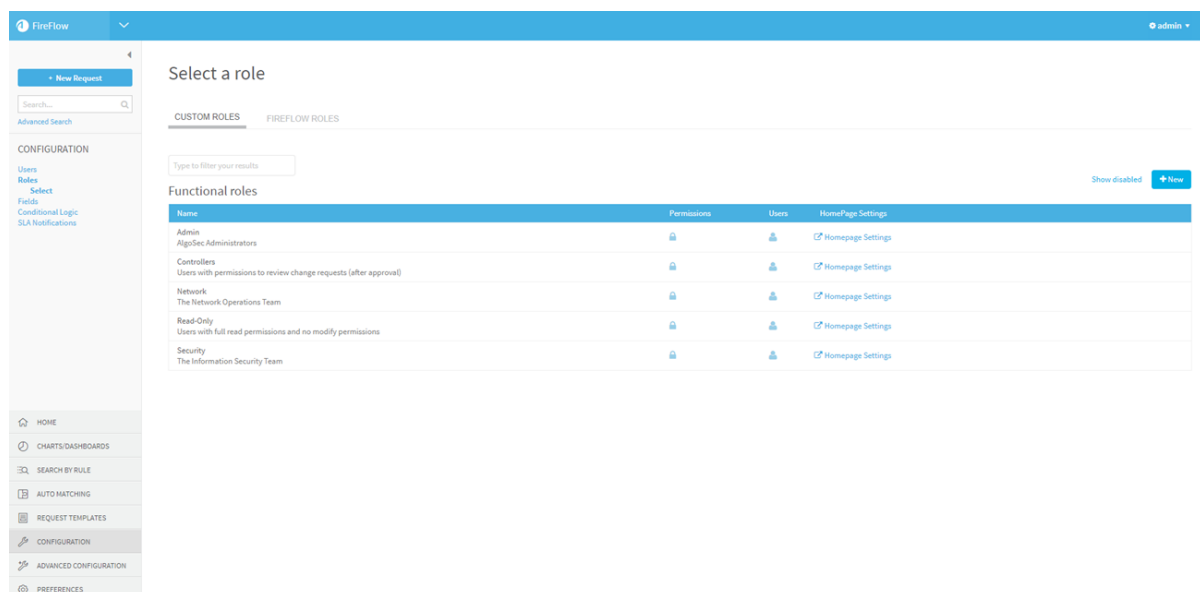 FireFlow
admin
+ New Request
Search...
Advanced Search
CONFIGURATION
Users
Roles
Select
Fields
Conditional Logic
SLA Notifications
HOME
CHARTS/DASHBOARDS
SEARCH BY RULE
AUTO MATCHING
REQUEST TEMPLATES
CONFIGURATION
ADVANCED CONFIGURATION
PREFERENCES
Select a role
CUSTOM ROLES FIREFLOW ROLES
Type to filter your results
Show disabled +New
Functional roles
Name Permissions Users HomePage Settings
Admin
AlgoSec Administrators
Homepage Settings
Controllers
Users with permissions to review change requests (after approval)
Homepage Settings
Network
The Network Operations Team
Homepage Settings
Read-Only
Users with full read permissions and no modify permissions
Homepage Settings
Security
The Information Security Team
Homepage Settings